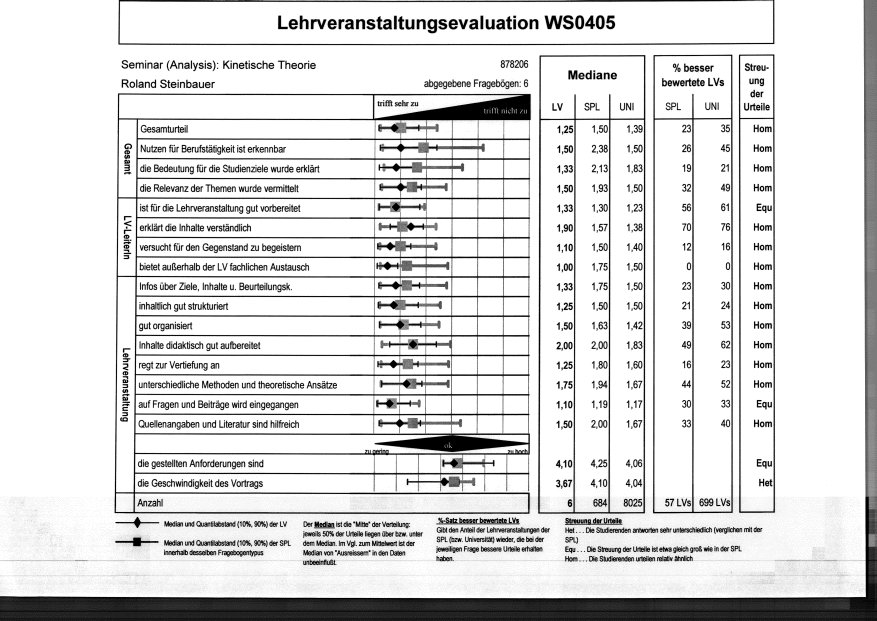 Lehrveranstaltungsevaluation WS0405
Seminar (Analysis): Kinetische Theorie 878206
Roland Steinbauer abgegebene Fragebögen: 6
Mediane
% besser bewertete LVs
Streu-
ung
der
Urteile
trifft sehr zu
trifft nicht zu
LV SPL UNI SPL UNI
Gesamt
Gesamturteil 1,25 1,50 1,39 23 35 Hom
Nutzen für Berufstätigkeit ist erkennbar 1,50 2,38 1,50 26 45 Hom
die Bedeutung für die Studienziele wurde erklärt 1,33 2,13 1,83 19 21 Hom
die Relevanz der Themen wurde vermittelt 1,50 1,93 1,50 32 49 Hom
LV-Leiterin
ist für die Lehrveranstaltung gut vorbereitet 1,33 1,30 1,23 56 61 Equ
erklärt die Inhalte verständlich 1,90 1,57 1,38 70 76 Hom
versucht für den Gegenstand zu begeistern 1,10 1,50 1,40 12 16 Hom
bietet außerhalb der LV fachlichen Austausch 1,00 1,75 1,50 0 0 Hom
Lehrveranstaltung
Infos über Ziele, Inhalte u. Beurteilungsk. 1,33 1,75 1,50 23 30 Hom
inhaltlich gut strukturiert 1,25 1,50 1,50 21 24 Hom
gut organisiert 1,50 1,63 1,42 39 53 Hom
Inhalte didaktisch gut aufbereitet 2,00 2,00 1,83 49 62 Hom
regt zur Vertiefung an 1,25 1,80 1,60 16 23 Hom
unterschiedliche Methoden und theoretische Ansätze 1,75 1,94 1,67 44 52 Hom
auf Fragen und Beiträge wird eingegangen 1,10 1,19 1,17 30 33 Equ
Quellenangaben und Literatur sind hilfreich 1,50 2,00 1,67 33 40 Hom
zu gering ok zu hoch
die gestellten Anforderungen sind 4,10 4,25 4,06 Equ
die Geschwindigkeit des Vortrags 3,67 4,10 4,04 Het
Anzahl 6 684 8025 57 LVs 699 LVs
Median und Quantilabstand (10%, 90%) der LV
Median und Quantilabstand (10%, 90%) der SPL
innerhalb desselben Fragebogentypus
Der Median ist die "Mitte" der Verteilung:
jeweils 50% der Urteile liegen über bzw. unter
dem Median. Im Vgl. zum Mittelwert ist der
Median von "Ausreissern" in den Daten
unbeeinflußt.
%-Satz besser bewertete LVs
Gibt den Anteil der Lehrveranstaltungen der
SPL (bzw. Universität) wieder, die bei der
jeweiligen Frage bessere Urteile erhalten
haben.
Streuung der Urteile
Het . . . Die Studierenden antworten sehr unterschiedlich (verglichen mit der
SPL)
Equ . . . Die Streuung der Urteile ist etwa gleich groß wie in der SPL
Hom . . . Die Studierenden urteilen relativ ähnlich